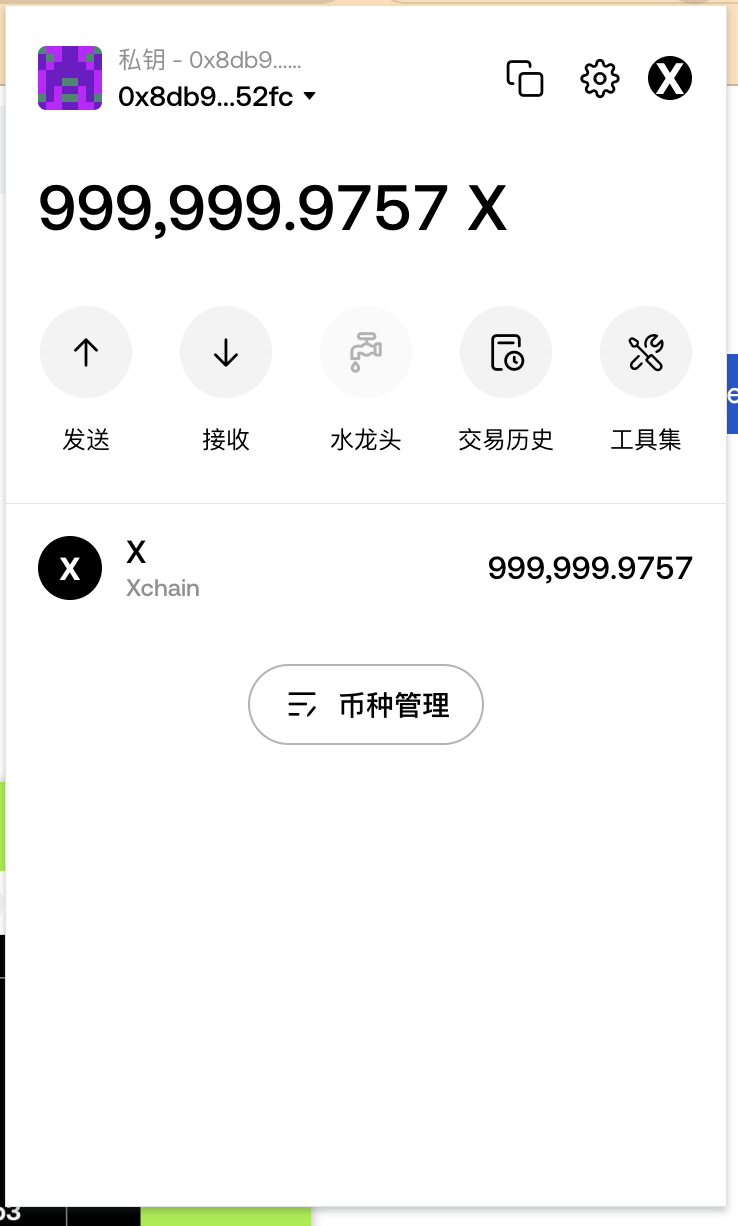 私钥 - 0x8db9......
0x8db9...52fc
X
999,999.9757 X
发送
接收
水龙头
交易历史
工具集
X
X
Xchain
999,999.9757
币种管理